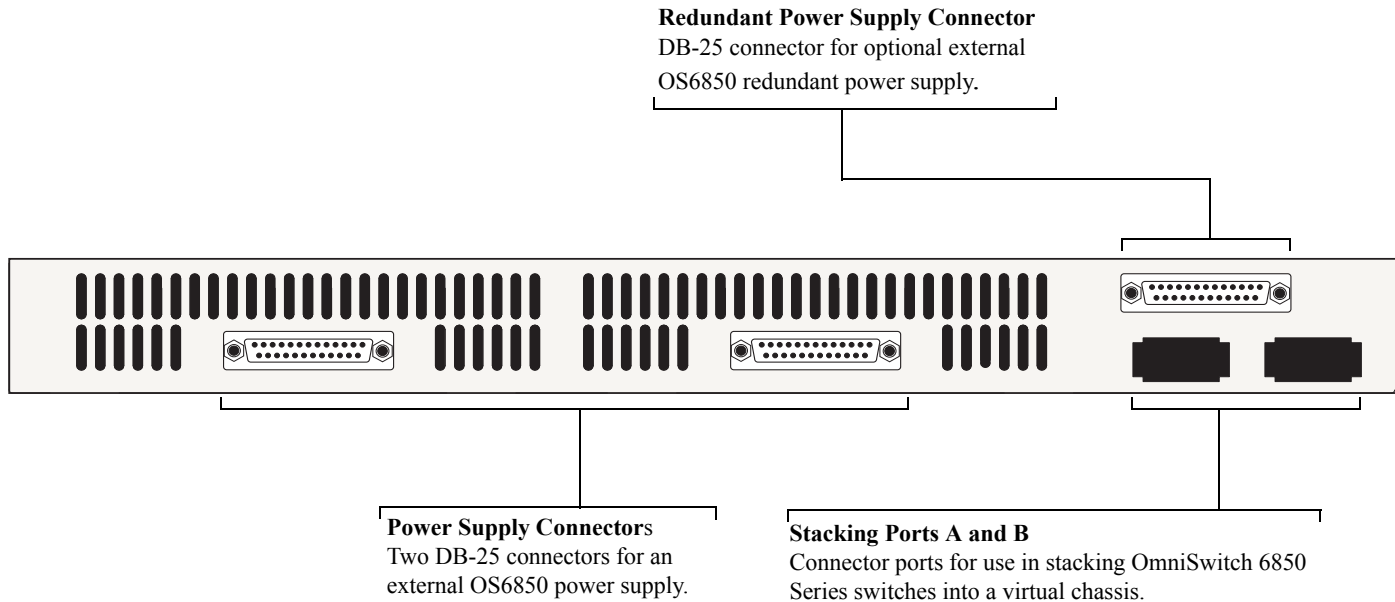 Redundant Power Supply Connector
DB-25 connector for optional external
OS6850 redundant power supply.
Power Supply Connectors
Two DB-25 connectors for an
external OS6850 power supply.
Stacking Ports A and B
Connector ports for use in stacking OmniSwitch 6850
Series switches into a virtual chassis.